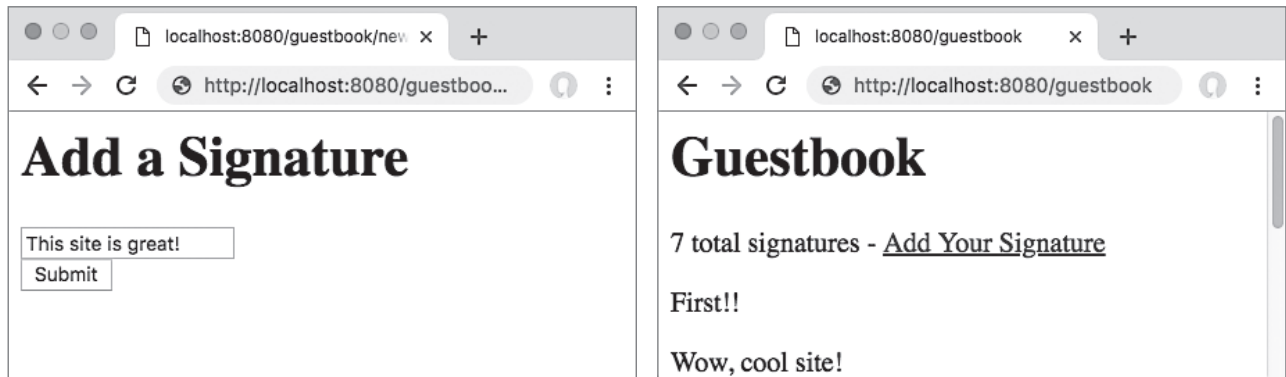 localhost:8080/guestbook/new
http://localhost:8080/guestboo...
Add a Signature
This site is great!
Submit
localhost:8080/guestbook
http://localhost:8080/guestbook
Guestbook
7 total signatures - Add Your Signature
First!!
Wow, cool site!